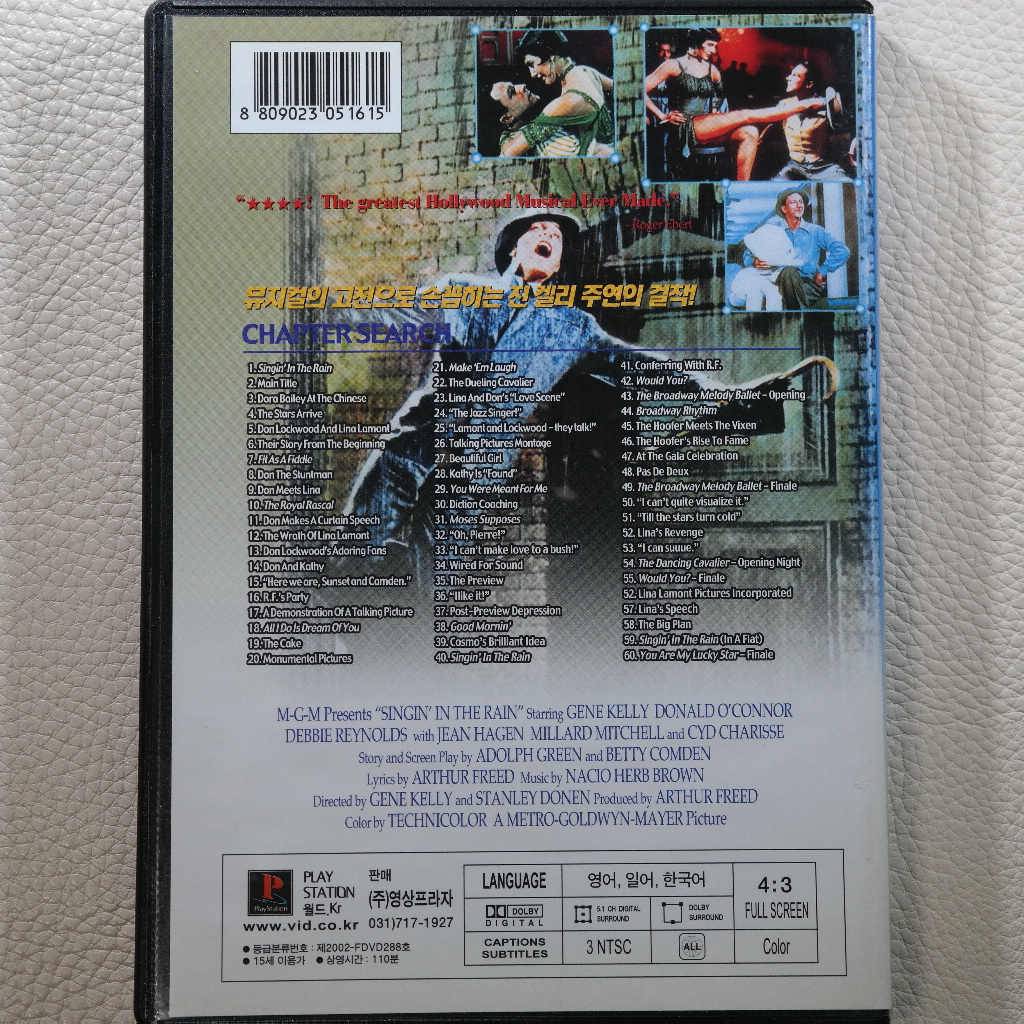 8 809023 051615
"★★★★! The greatest Hollywood Musical Ever Made."
- Roger Ebert
뮤지컬의 고전으로 손꼽히는 진 켈리 주연의 걸작!
CHAPTER SEARCH
1. Singin' In The Rain
2. Main Title
3. Dora Bailey At The Chinese
4. The Stars Arrive
5. Don Lockwood And Lina Lamont
6. Their Story From The Beginning
7. Fit As A Fiddle
8. Don The Stuntman
9. Don Meets Lina
10. The Royal Rascal
11. Don Makes A Curtain Speech
12. The Wrath Of Lina Lamont
13. Don Lockwood's Adoring Fans
14. Don And Kathy
15. "Here we are, Sunset and Camden."
16. R.F.'s Party
17. A Demonstration Of A Talking Picture
18. All I Do Is Dream Of You
19. The Cake
20. Monumental Pictures
21. Make 'Em Laugh
22. The Dueling Cavalier
23. Lina And Don's "Love Scene"
24. "The Jazz Singer!"
25. "Lamont and Lockwood – they talk!"
26. Talking Pictures Montage
27. Beautiful Girl
28. Kathy Is "Found"
29. You Were Meant For Me
30. Diction Coaching
31. Moses Supposes
32. "Oh, Pierre!"
33. "I can't make love to a bush!"
34. Wired For Sound
35. The Preview
36. "Ilike it!"
37. Post-Preview Depression
38. Good Mornin'
39. Cosmo's Brilliant Idea
40. Singin' In The Rain
41. Conferring With R.F.
42. Would You?
43. The Broadway Melody Ballet – Opening
44. Broadway Rhythm
45. The Hoofer Meets The Vixen
46. The Hoofer's Rise To Fame
47. At The Gala Celebration
48. Pas De Deux
49. The Broadway Melody Ballet – Finale
50. "I can't quite visualize it."
51. "Till the stars turn cold"
52. Lina's Revenge
53. "I can suuue."
54. The Dancing Cavalier – Opening Night
55. Would You? – Finale
52. Lina Lamont Pictures Incorporated
57. Lina's Speech
58. The Big Plan
59. Singin' In The Rain (In A Flat)
60. You Are My Lucky Star – Finale
M-G-M Presents "SINGIN' IN THE RAIN" Starring GENE KELLY DONALD O'CONNOR
DEBBIE REYNOLDS with JEAN HAGEN MILLARD MITCHELL and CYD CHARISSE
Story and Screen Play by ADOLPH GREEN and BETTY COMDEN
Lyrics by ARTHUR FREED Music by NACIO HERB BROWN
Directed by GENE KELLY and STANLEY DONEN Produced by ARTHUR FREED
Color by TECHNICOLOR A METRO-GOLDWYN-MAYER Picture
PlayStation
PLAY
STATION
월드.Kr
판매
(주)영상프라자
www.vid.co.kr 031)717-1927
● 등급분류번호 : 제2002-FDVD288호
● 15세 이용가 ● 상영시간 : 110분
LANGUAGE 영어, 일어, 한국어
DOLBY
DIGITAL
5.1 CH DIGITAL
SURROUND
DOLBY
SURROUND
4:3
FULL SCREEN
CAPTIONS
SUBTITLES
3 NTSC
ALL
Color